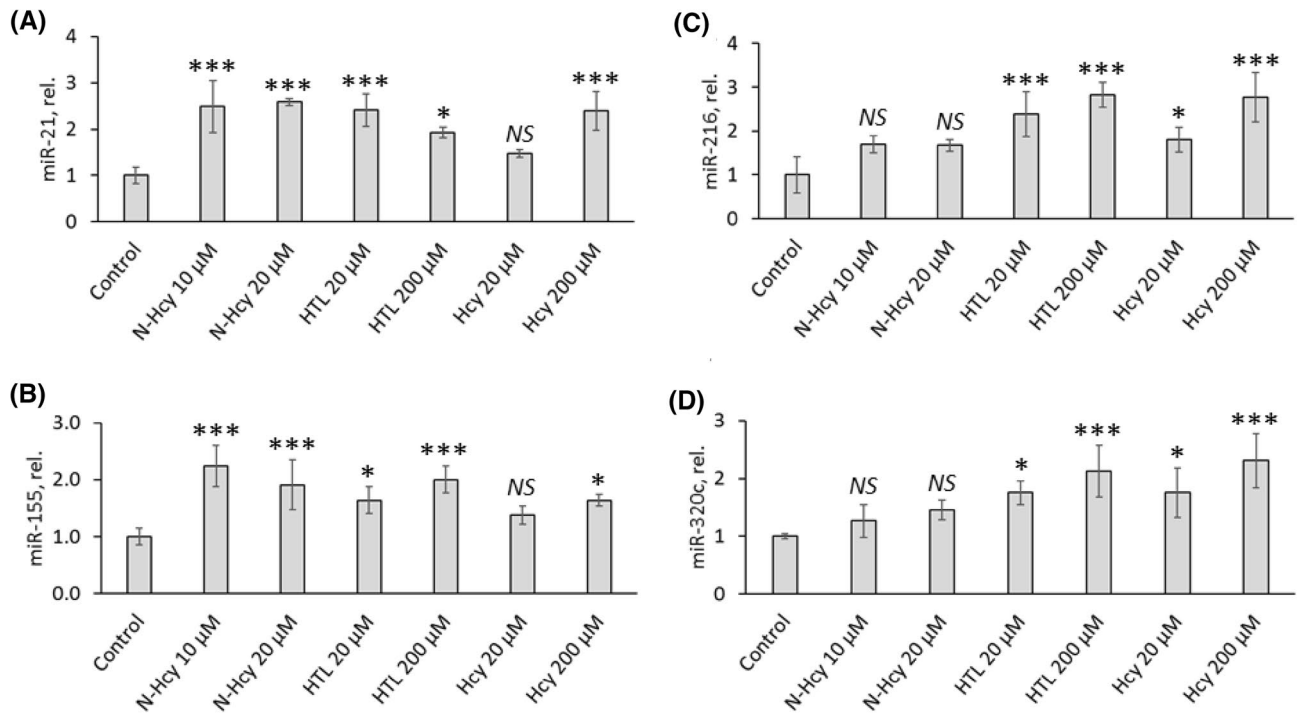 (A)
miR-21, rel.
4
3
2
1
0
***
***
***
*
NS
***
Control
N-Hcy 10 µM
N-Hcy 20 µM
HTL 20 µM
HTL 200 µM
Hcy 20 µM
Hcy 200 µM
(C)
miR-216, rel.
4
3
2
1
0
NS
NS
***
***
*
***
Control
N-Hcy 10 µM
N-Hcy 20 µM
HTL 20 µM
HTL 200 µM
Hcy 20 µM
Hcy 200 µM
(B)
miR-155, rel.
3.0
2.0
1.0
0.0
***
***
*
***
NS
*
Control
N-Hcy 10 µM
N-Hcy 20 µM
HTL 20 µM
HTL 200 µM
Hcy 20 µM
Hcy 200 µM
(D)
miR-320c, rel.
3
2
1
0
NS
NS
*
***
*
***
Control
N-Hcy 10 µM
N-Hcy 20 µM
HTL 20 µM
HTL 200 µM
Hcy 20 µM
Hcy 200 µM